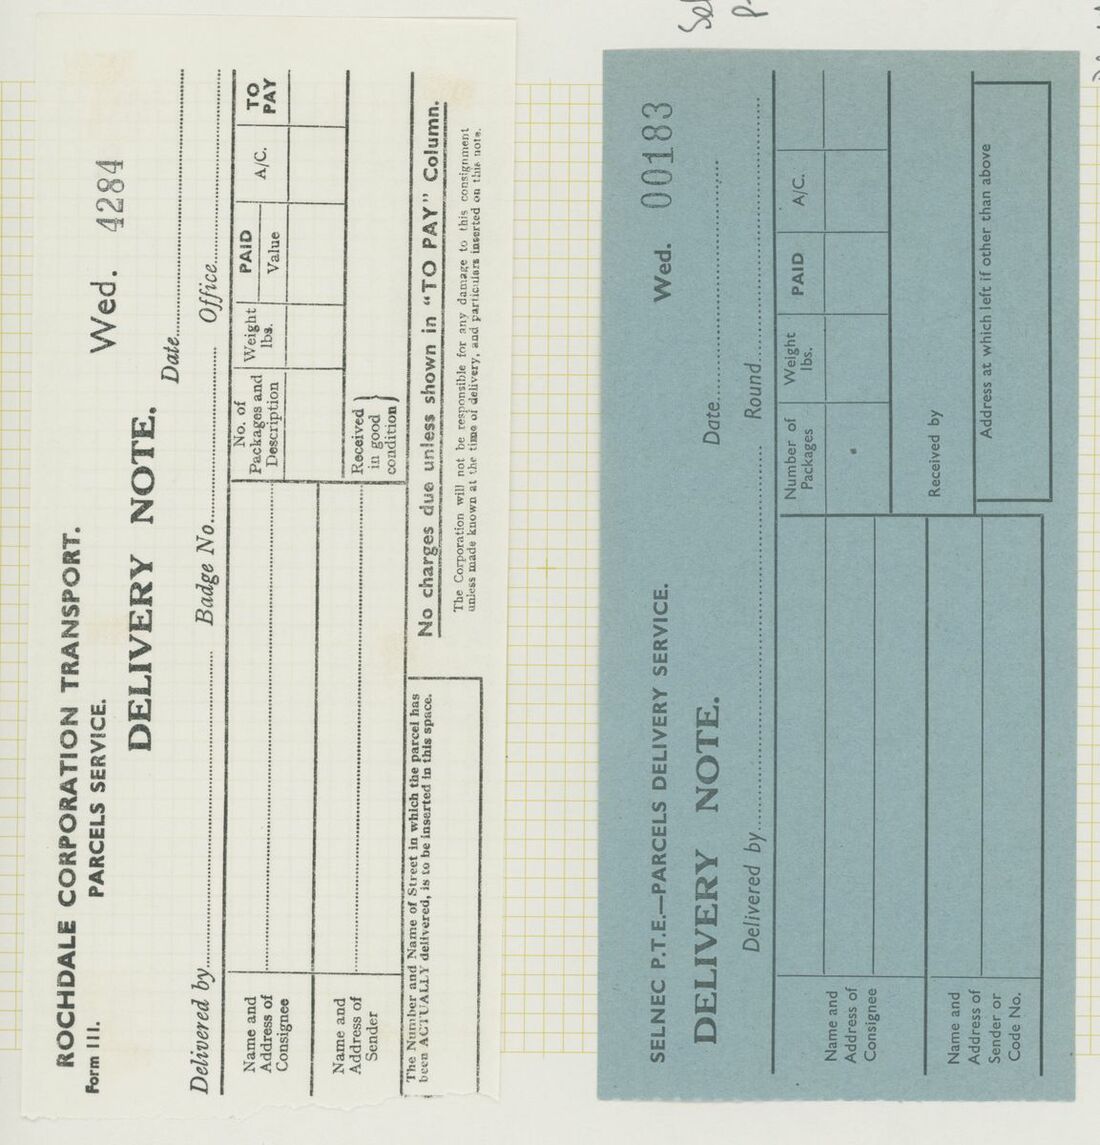 ROCHDALE CORPORATION TRANSPORT.
Form 111.
PARCELS SERVICE.
Wed. 4284
DELIVERY NOTE.
Date
Delivered by
Badge No.
Office
No. of
Packages and
Description
Weight
lbs.
PAID
Value
A/C.
TO
PAY
Name and
Address of
Consignee
Name and
Address of
Sender
Received
in good
condition
The Number and Name of Street in which the parcel has
been ACTUALLY delivered, is to be inserted in this space.
No charges due unless shown in "TO PAY" Column.
The Corporation will not be responsible for any damage to this consignment
unless made known at the time of delivery, and particulars inserted on this note.
SELNEC P.T.E.—PARCELS DELIVERY SERVICE.
Wed. 00183
DELIVERY NOTE.
Date
Delivered by
Round
Number of
Packages
Weight
lbs.
PAID
A/C.
Name and
Address of
Consignee
Received by
Name and
Address of
Sender or
Code No.
Address at which left if other than above